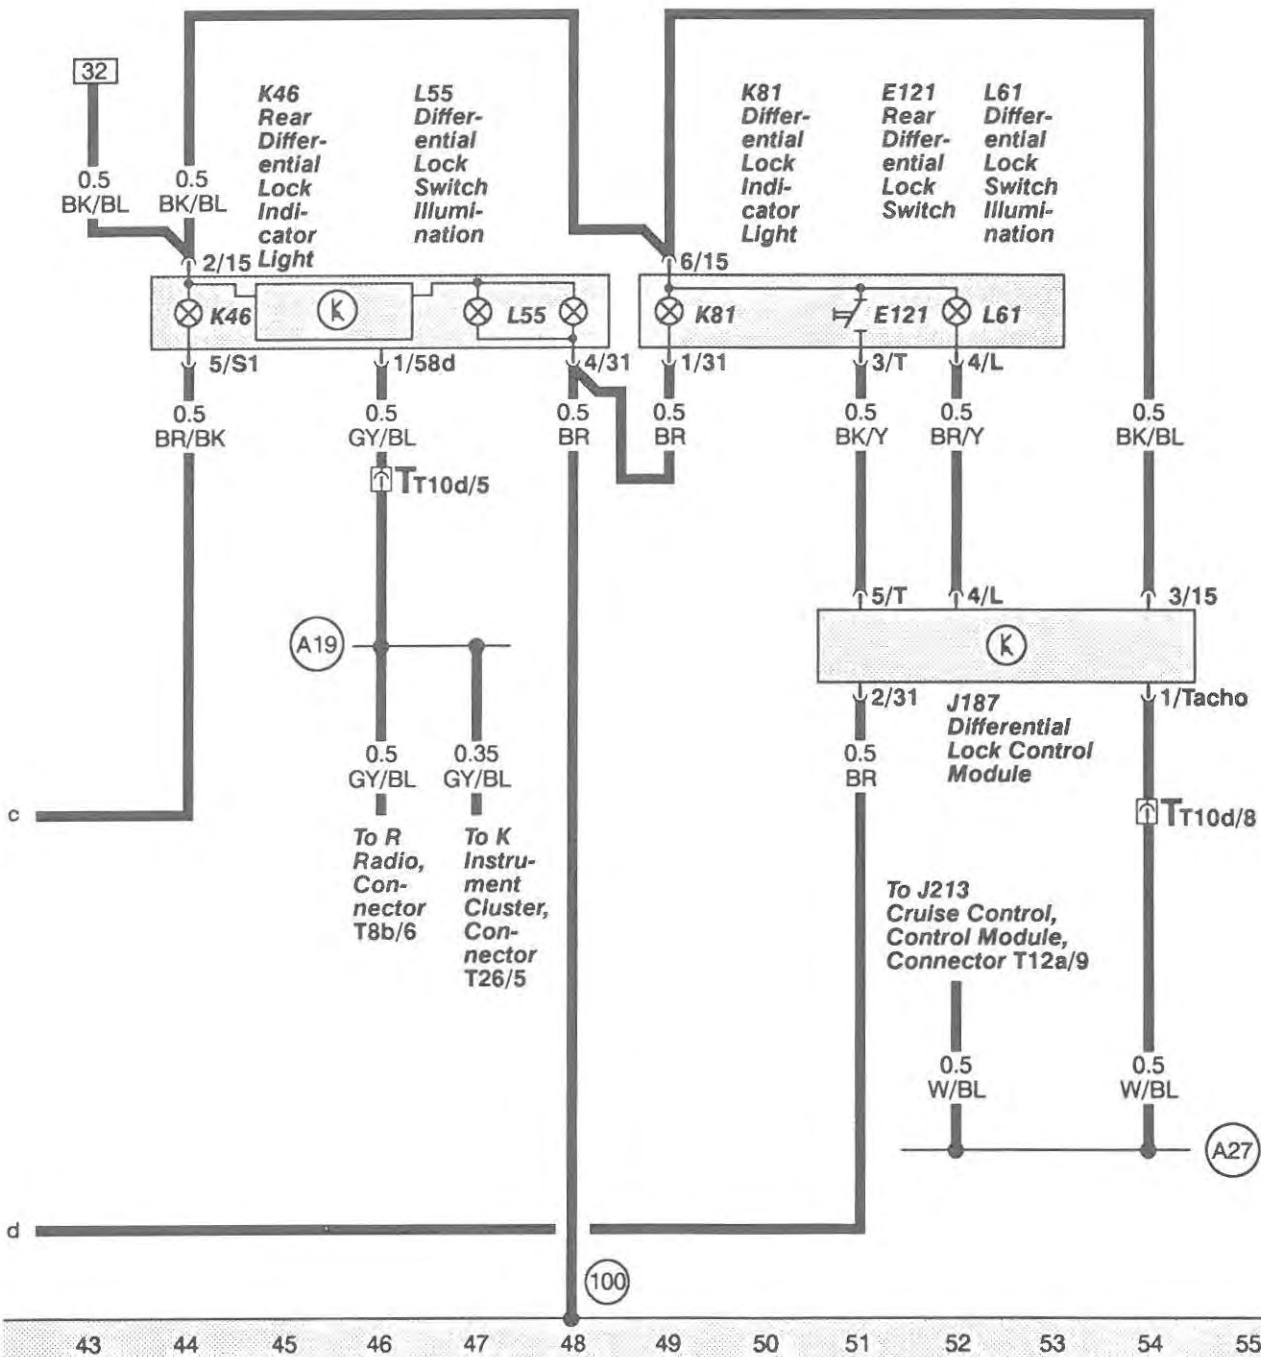 32
K46
Rear
Differ-
ential
Lock
Indi-
cator
Light
L55
Differ-
ential
Lock
Switch
Illumi-
nation
K81
Differ-
ential
Lock
Indi-
cator
Light
E121
Rear
Differ-
ential
Lock
Switch
L61
Differ-
ential
Lock
Switch
Illumi-
nation
0.5
BK/BL
0.5
BK/BL
2/15
6/15
K46
K
L55
K81
E121
L61
5/S1
1/58d
4/31
1/31
3/T
4/L
0.5
BR/BK
0.5
GY/BL
0.5
BR
0.5
BR
0.5
BK/Y
0.5
BR/Y
0.5
BK/BL
TT10d/5
5/T
4/L
3/15
A19
K
2/31
J187
Differential
Lock Control
Module
1/Tacho
0.5
GY/BL
0.35
GY/BL
0.5
BR
c
TT10d/8
To R
Radio,
Con-
nector
T8b/6
To K
Instru-
ment
Cluster,
Con-
nector
T26/5
To J213
Cruise Control,
Control Module,
Connector T12a/9
0.5
W/BL
0.5
W/BL
A27
d
100
43 44 45 46 47 48 49 50 51 52 53 54 55